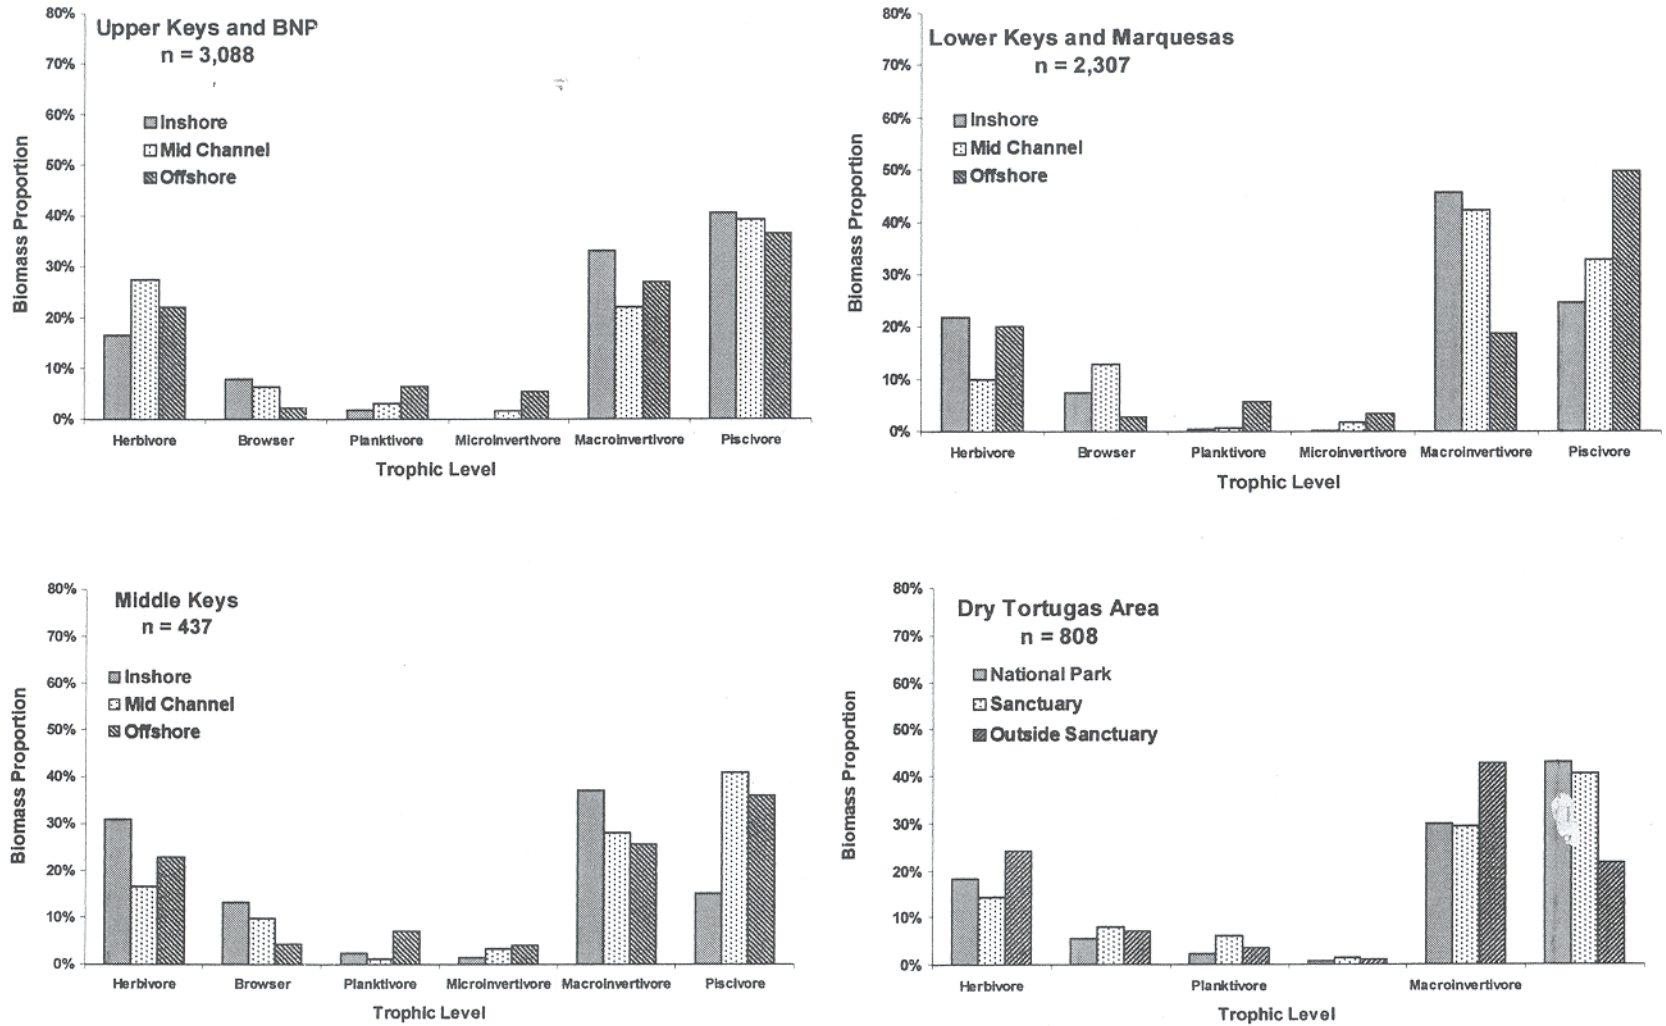 Upper Keys and BNP
n = 3,088
Inshore
Mid Channel
Offshore
Biomass Proportion
80%
70%
60%
50%
40%
30%
20%
10%
0%
Herbivore Browser Planktivore Microinvertivore Macroinvertivore Piscivore
Trophic Level
Lower Keys and Marquesas
n = 2,307
Inshore
Mid Channel
Offshore
Biomass Proportion
80%
70%
60%
50%
40%
30%
20%
10%
0%
Herbivore Browser Planktivore Microinvertivore Macroinvertivore Piscivore
Trophic Level
Middle Keys
n = 437
Inshore
Mid Channel
Offshore
Biomass Proportion
80%
70%
60%
50%
40%
30%
20%
10%
0%
Herbivore Browser Planktivore Microinvertivore Macroinvertivore Piscivore
Trophic Level
Dry Tortugas Area
n = 808
National Park
Sanctuary
Outside Sanctuary
Biomass Proportion
80%
70%
60%
50%
40%
30%
20%
10%
0%
Herbivore Planktivore Macroinvertivore
Trophic Level